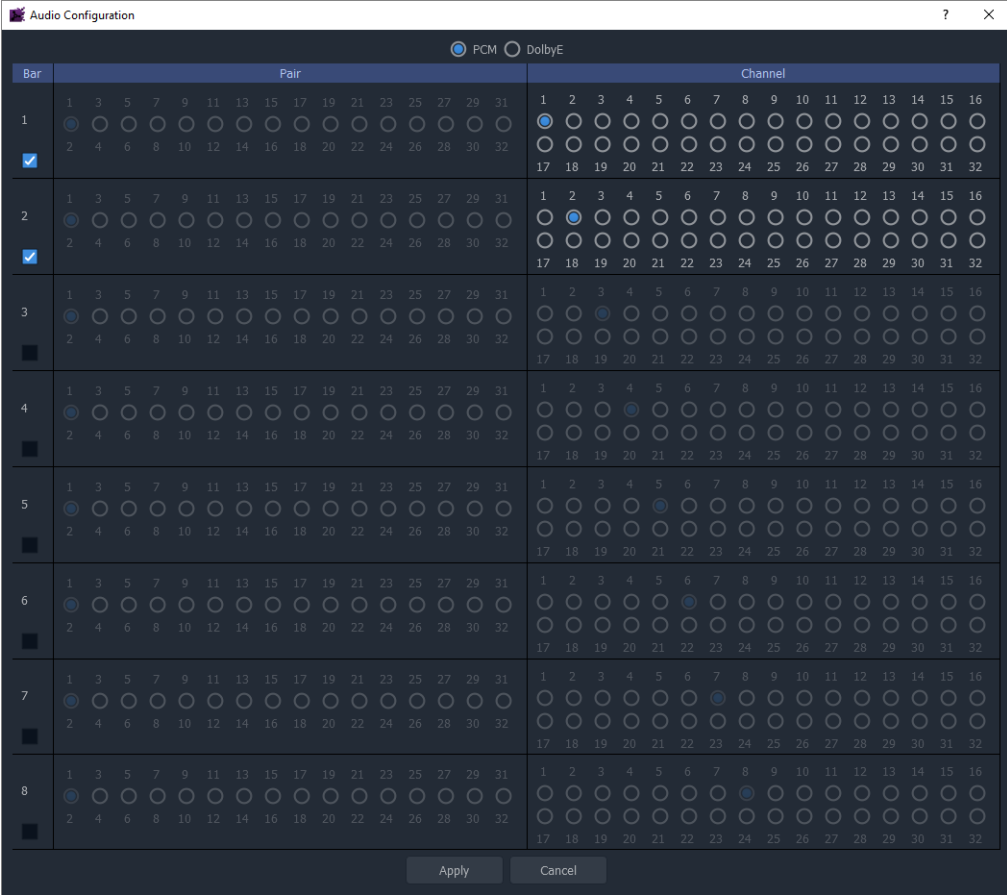 Audio Configuration
PCM DolbyE
Bar Pair Channel
1 3 5 7 9 11 13 15 17 19 21 23 25 27 29 31 1 2 3 4 5 6 7 8 9 10 11 12 13 14 15 16
1
2 4 6 8 10 12 14 16 18 20 22 24 26 28 30 32 17 18 19 20 21 22 23 24 25 26 27 28 29 30 31 32
1 3 5 7 9 11 13 15 17 19 21 23 25 27 29 31 1 2 3 4 5 6 7 8 9 10 11 12 13 14 15 16
2
2 4 6 8 10 12 14 16 18 20 22 24 26 28 30 32 17 18 19 20 21 22 23 24 25 26 27 28 29 30 31 32
1 3 5 7 9 11 13 15 17 19 21 23 25 27 29 31 1 2 3 4 5 6 7 8 9 10 11 12 13 14 15 16
3
2 4 6 8 10 12 14 16 18 20 22 24 26 28 30 32 17 18 19 20 21 22 23 24 25 26 27 28 29 30 31 32
1 3 5 7 9 11 13 15 17 19 21 23 25 27 29 31 1 2 3 4 5 6 7 8 9 10 11 12 13 14 15 16
4
2 4 6 8 10 12 14 16 18 20 22 24 26 28 30 32 17 18 19 20 21 22 23 24 25 26 27 28 29 30 31 32
1 3 5 7 9 11 13 15 17 19 21 23 25 27 29 31 1 2 3 4 5 6 7 8 9 10 11 12 13 14 15 16
5
2 4 6 8 10 12 14 16 18 20 22 24 26 28 30 32 17 18 19 20 21 22 23 24 25 26 27 28 29 30 31 32
1 3 5 7 9 11 13 15 17 19 21 23 25 27 29 31 1 2 3 4 5 6 7 8 9 10 11 12 13 14 15 16
6
2 4 6 8 10 12 14 16 18 20 22 24 26 28 30 32 17 18 19 20 21 22 23 24 25 26 27 28 29 30 31 32
1 3 5 7 9 11 13 15 17 19 21 23 25 27 29 31 1 2 3 4 5 6 7 8 9 10 11 12 13 14 15 16
7
2 4 6 8 10 12 14 16 18 20 22 24 26 28 30 32 17 18 19 20 21 22 23 24 25 26 27 28 29 30 31 32
1 3 5 7 9 11 13 15 17 19 21 23 25 27 29 31 1 2 3 4 5 6 7 8 9 10 11 12 13 14 15 16
8
2 4 6 8 10 12 14 16 18 20 22 24 26 28 30 32 17 18 19 20 21 22 23 24 25 26 27 28 29 30 31 32
Apply Cancel